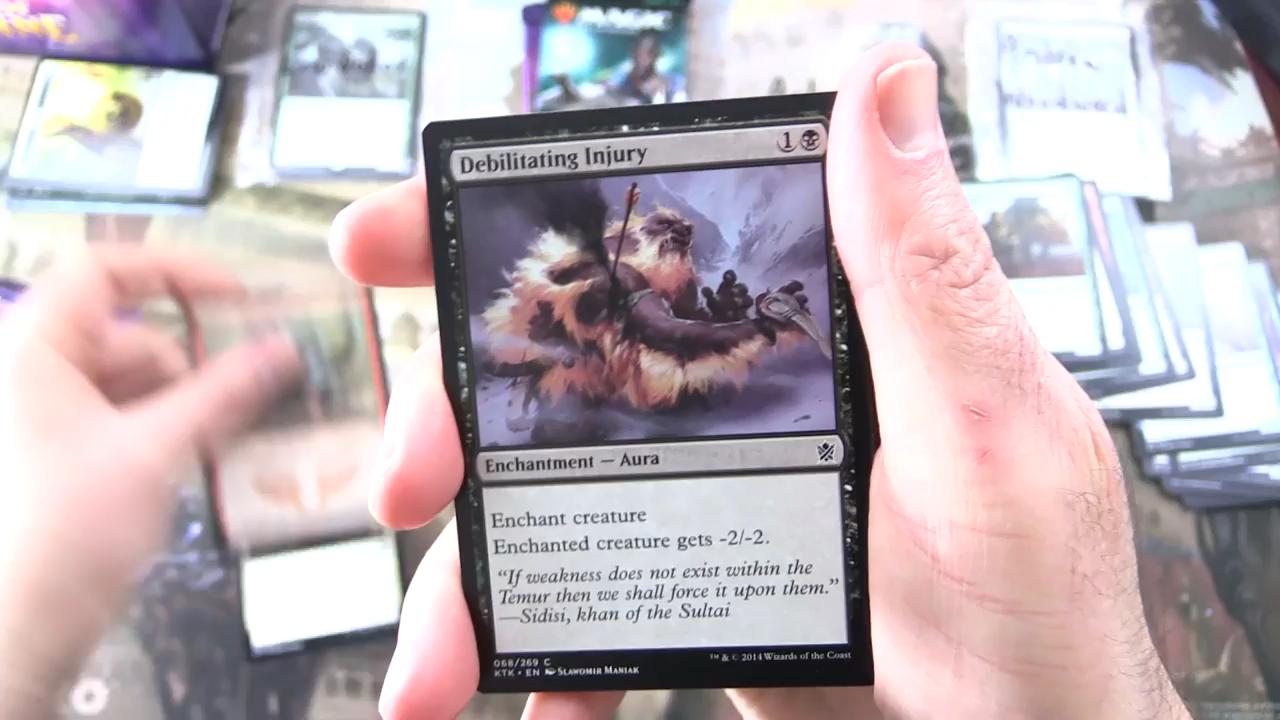 MAGIC
Debilitating Injury
1
Enchantment — Aura
Enchant creature
Enchanted creature gets -2/-2.
“If weakness does not exist within the
Temur then we shall force it upon them.”
—Sidisi, khan of the Sultai
068/269 C
KTK • EN Slawomir Maniak
™ & © 2014 Wizards of the Coast